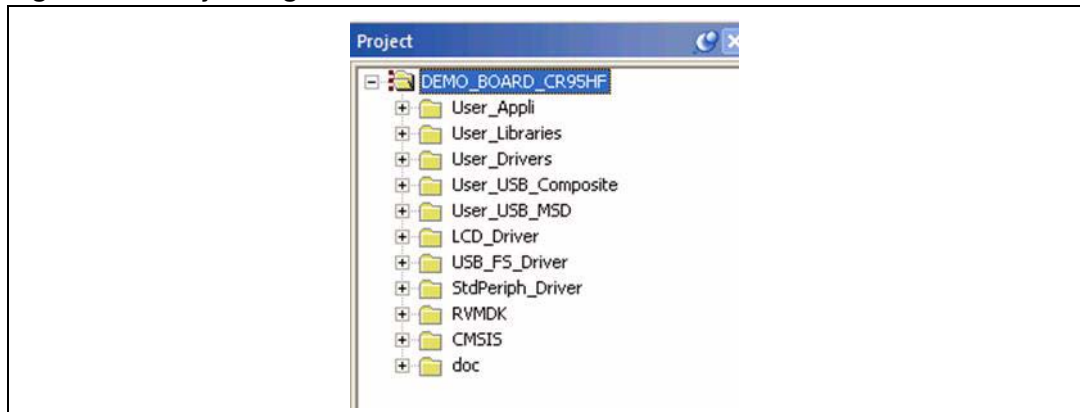 Project
DEMO_BOARD_CR95HF
User_Appli
User_Libraries
User_Drivers
User_USB_Composite
User_USB_MSD
LCD_Driver
USB_FS_Driver
StdPeriph_Driver
RVMDK
CMSIS
doc